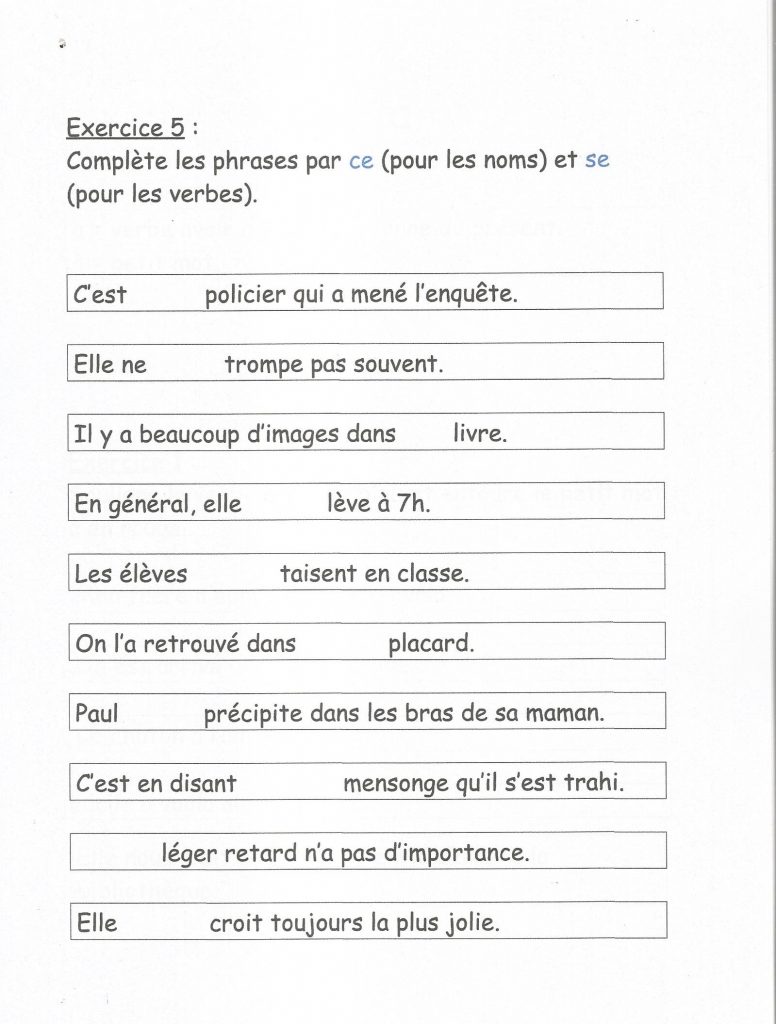 Exercice 5 :
Complète les phrases par ce (pour les noms) et se
(pour les verbes).
C'est policier qui a mené l'enquête.
Elle ne trompe pas souvent.
Il y a beaucoup d'images dans livre.
En général, elle lève à 7h.
Les élèves taisent en classe.
On l'a retrouvé dans placard.
Paul précipite dans les bras de sa maman.
C'est en disant mensonge qu'il s'est trahi.
léger retard n'a pas d'importance.
Elle croit toujours la plus jolie.